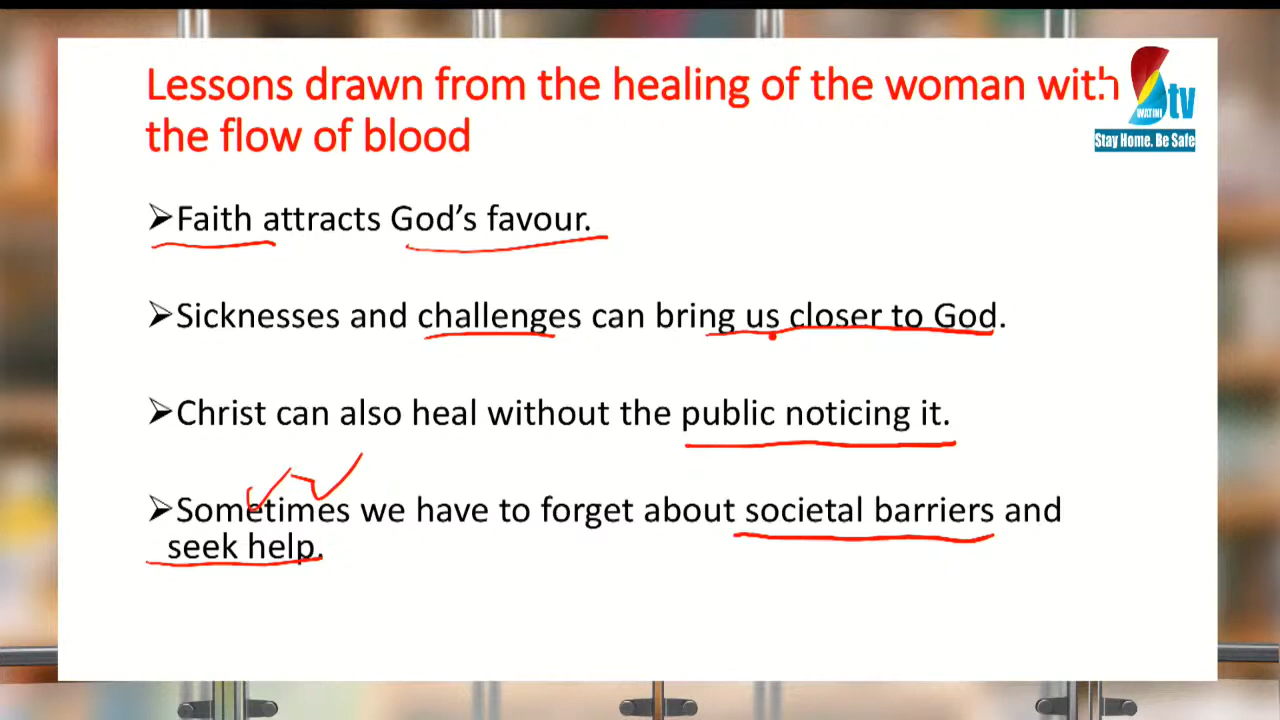 Lessons drawn from the healing of the woman with
the flow of blood
WATINI
tv
Stay Home. Be Safe
➢Faith attracts God's favour.
➢Sicknesses and challenges can bring us closer to God.
➢Christ can also heal without the public noticing it.
➢Sometimes we have to forget about societal barriers and
seek help.